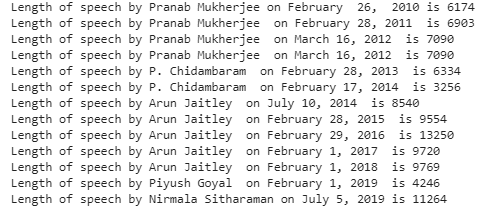 Length of speech by Pranab Mukherjee on February  26,  2010 is 6174
Length of speech by Pranab Mukherjee  on February 28, 2011  is 6903
Length of speech by Pranab Mukherjee  on March 16, 2012  is 7090
Length of speech by Pranab Mukherjee  on March 16, 2012  is 7090
Length of speech by P. Chidambaram  on February 28, 2013  is 6334
Length of speech by P. Chidambaram  on February 17, 2014  is 3256
Length of speech by Arun Jaitley  on July 10, 2014  is 8540
Length of speech by Arun Jaitley  on February 28, 2015  is 9554
Length of speech by Arun Jaitley  on February 29, 2016  is 13250
Length of speech by Arun Jaitley  on February 1, 2017  is 9720
Length of speech by Arun Jaitley  on February 1, 2018  is 9769
Length of speech by Piyush Goyal  on February 1, 2019  is 4246
Length of speech by Nirmala Sitharaman on July 5, 2019 is 11264